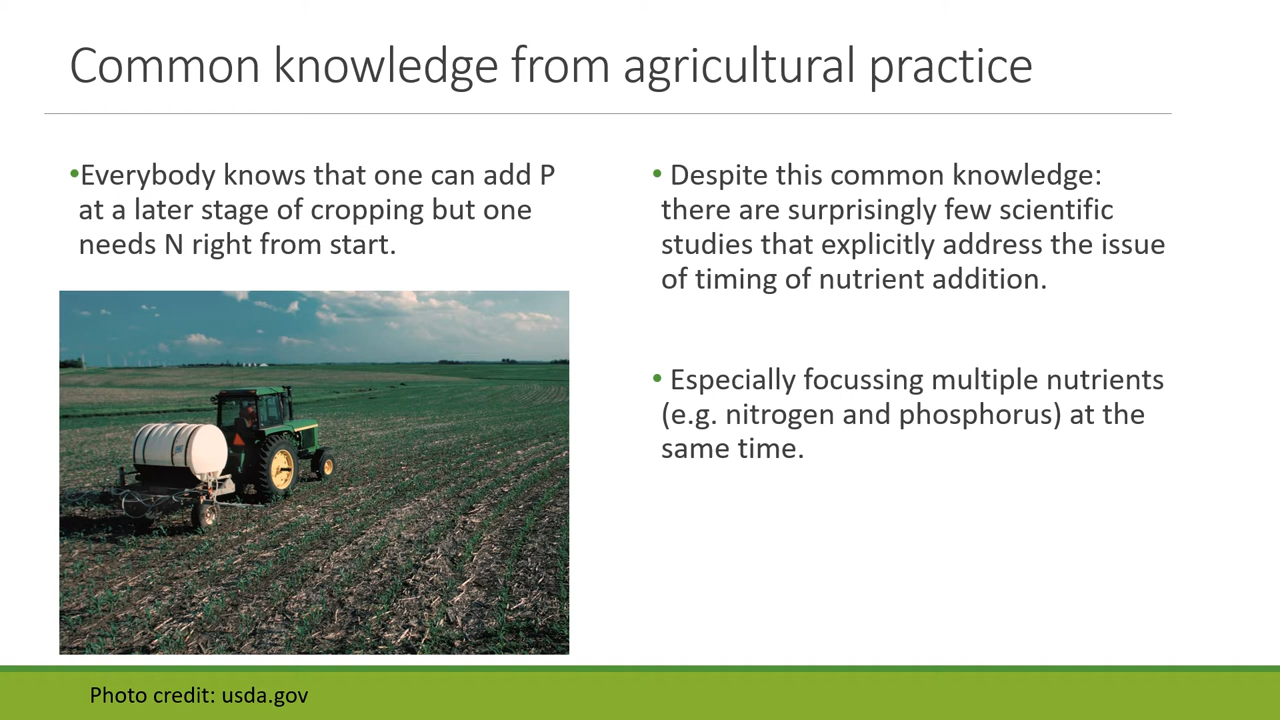 Common knowledge from agricultural practice
•Everybody knows that one can add P
at a later stage of cropping but one
needs N right from start.
• Despite this common knowledge:
there are surprisingly few scientific
studies that explicitly address the issue
of timing of nutrient addition.
• Especially focussing multiple nutrients
(e.g. nitrogen and phosphorus) at the
same time.
Photo credit: usda.gov